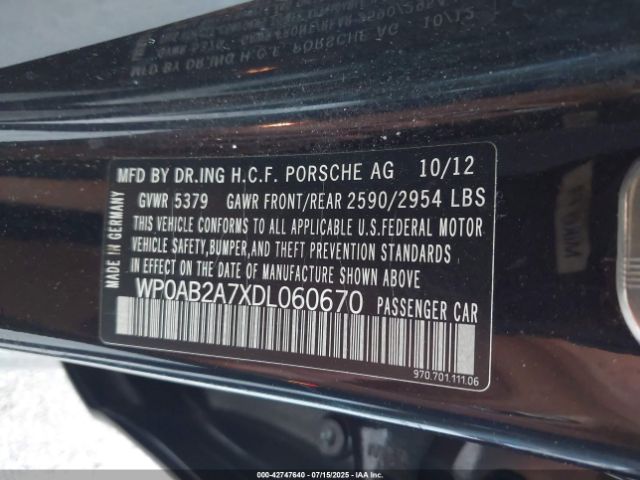 MFD BY DR.ING H.C.F. PORSCHE AG 10/12
GVWR 5379 GAWR FRONT/REAR 2590/2954 LBS
THIS VEHICLE CONFORMS TO ALL APPLICABLE U.S.FEDERAL MOTOR
VEHICLE SAFETY,BUMPER,AND THEFT PREVENTION STANDARDS
IN EFFECT ON THE DATE OF MANUFACTURE SHOWN ABOVE.
WP0AB2A7XDL060670 PASSENGER CAR
MADE IN GERMANY
970.701.111.06
000-42747640 - 07/15/2025 - IAAI.COM